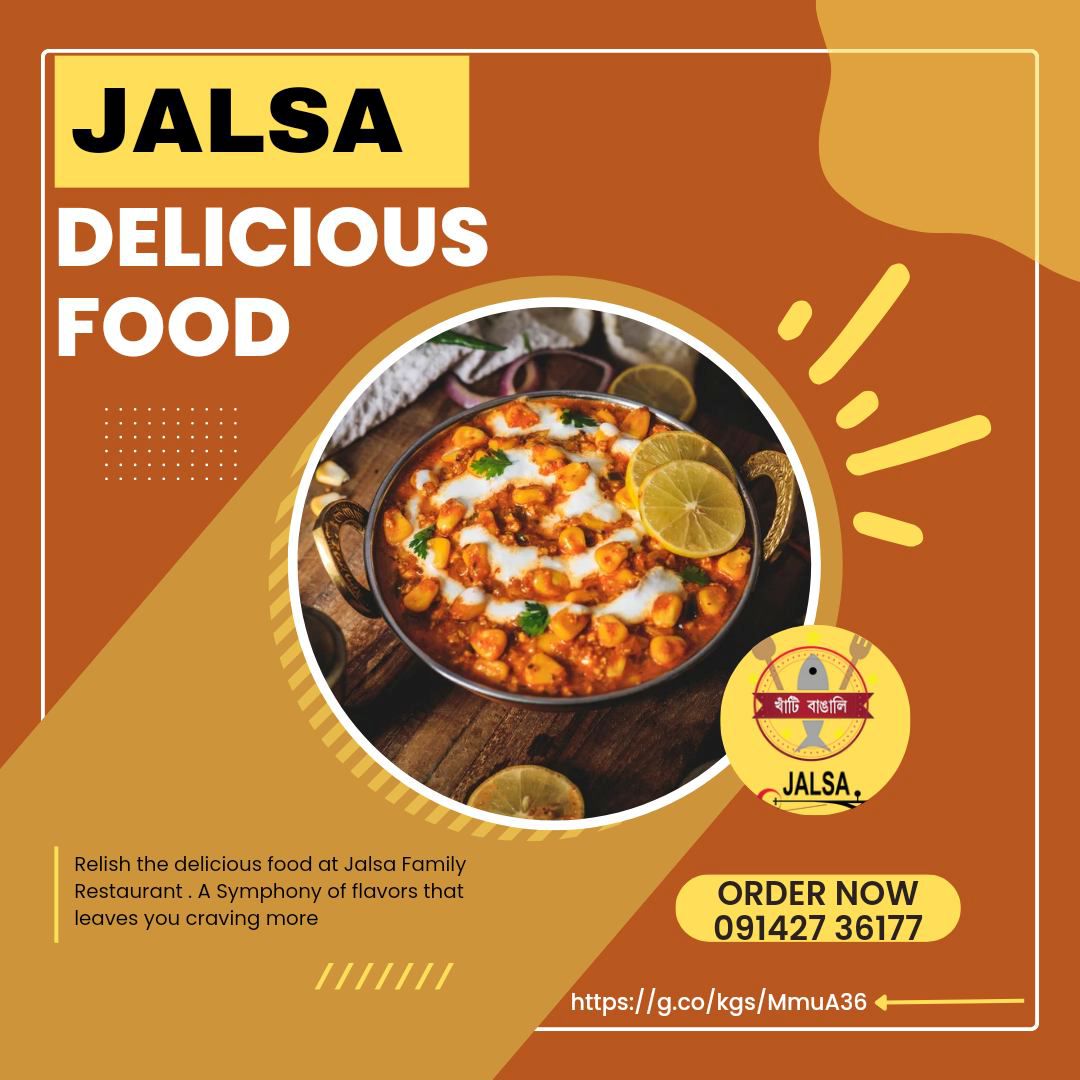 JALSA
DELICIOUS
FOOD
খাঁটি বাঙালি
JALSA
Relish the delicious food at Jalsa Family
Restaurant . A Symphony of flavors that
leaves you craving more
ORDER NOW
091427 36177
https://g.co/kgs/MmuA36